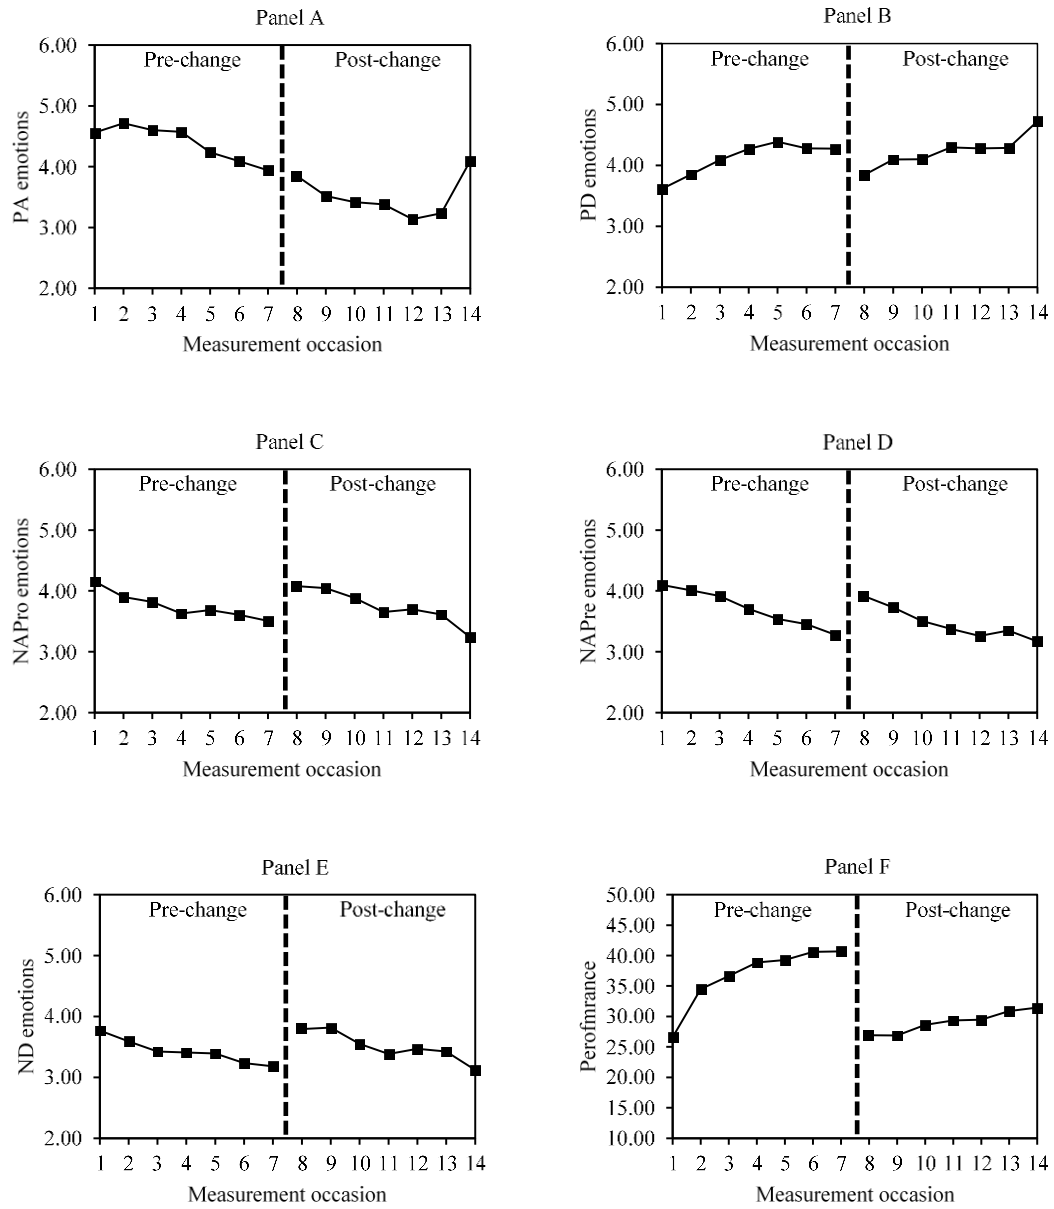 Panel A
6.00
5.00
4.00
3.00
2.00
PA emotions
Pre-change
Post-change
1 2 3 4 5 6 7 8 9 10 11 12 13 14
Measurement occasion
Panel B
6.00
5.00
4.00
3.00
2.00
PD emotions
Pre-change
Post-change
1 2 3 4 5 6 7 8 9 10 11 12 13 14
Measurement occasion
Panel C
6.00
5.00
4.00
3.00
2.00
NAPro emotions
Pre-change
Post-change
1 2 3 4 5 6 7 8 9 10 11 12 13 14
Measurement occasion
Panel D
6.00
5.00
4.00
3.00
2.00
NAPre emotions
Pre-change
Post-change
1 2 3 4 5 6 7 8 9 10 11 12 13 14
Measurement occasion
Panel E
6.00
5.00
4.00
3.00
2.00
ND emotions
Pre-change
Post-change
1 2 3 4 5 6 7 8 9 10 11 12 13 14
Measurement occasion
Panel F
50.00
45.00
40.00
35.00
30.00
25.00
20.00
15.00
10.00
Perofmrance
Pre-change
Post-change
1 2 3 4 5 6 7 8 9 10 11 12 13 14
Measurement occasion